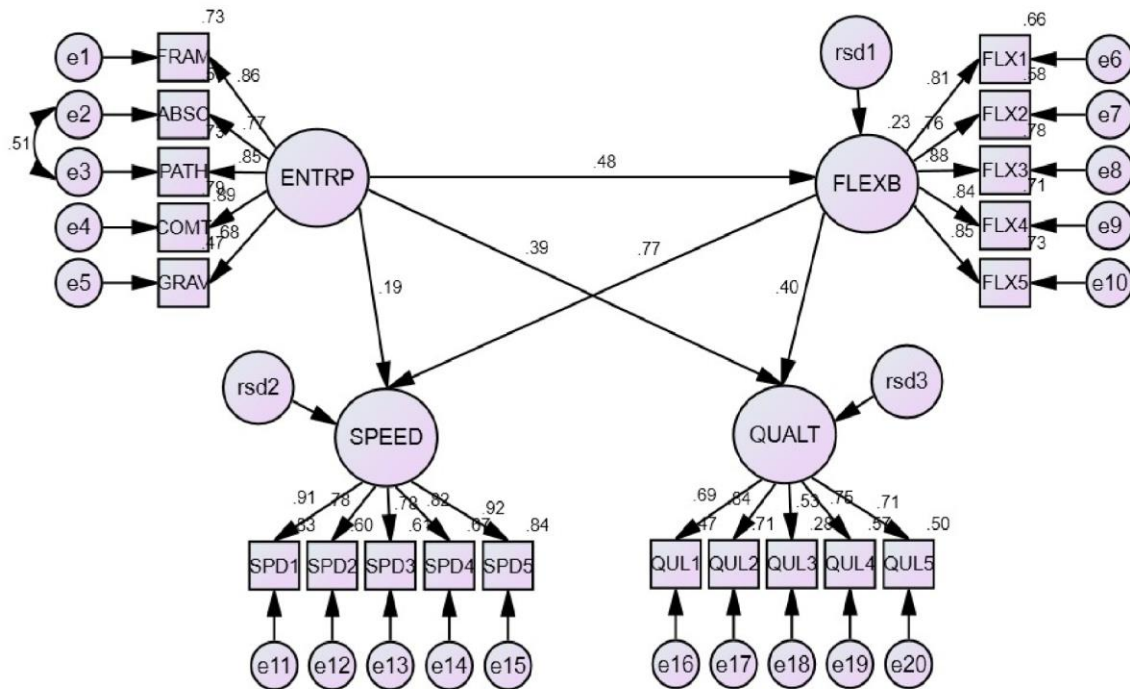 .73
.66
e1
FRAM
.86
rsd1
.81
FLX1
e6
.58
e2
ABSO
.77
.23
.76
FLX2
e7
.73
.78
.51
e3
PATH
.85
ENTRP
.48
FLEXB
.88
FLX3
e8
.79
.89
.84
.71
e4
COMT
.68
FLX4
e9
.47
.85
.73
e5
GRAV
FLX5
e10
.39
.77
.19
.40
rsd2
rsd3
SPEED
QUALT
.91
.78
.78
.82
.92
.69
.84
.53
.75
.71
.83
.60
.61
.67
.84
.47
.71
.28
.57
.50
SPD1
SPD2
SPD3
SPD4
SPD5
QUL1
QUL2
QUL3
QUL4
QUL5
e11
e12
e13
e14
e15
e16
e17
e18
e19
e20